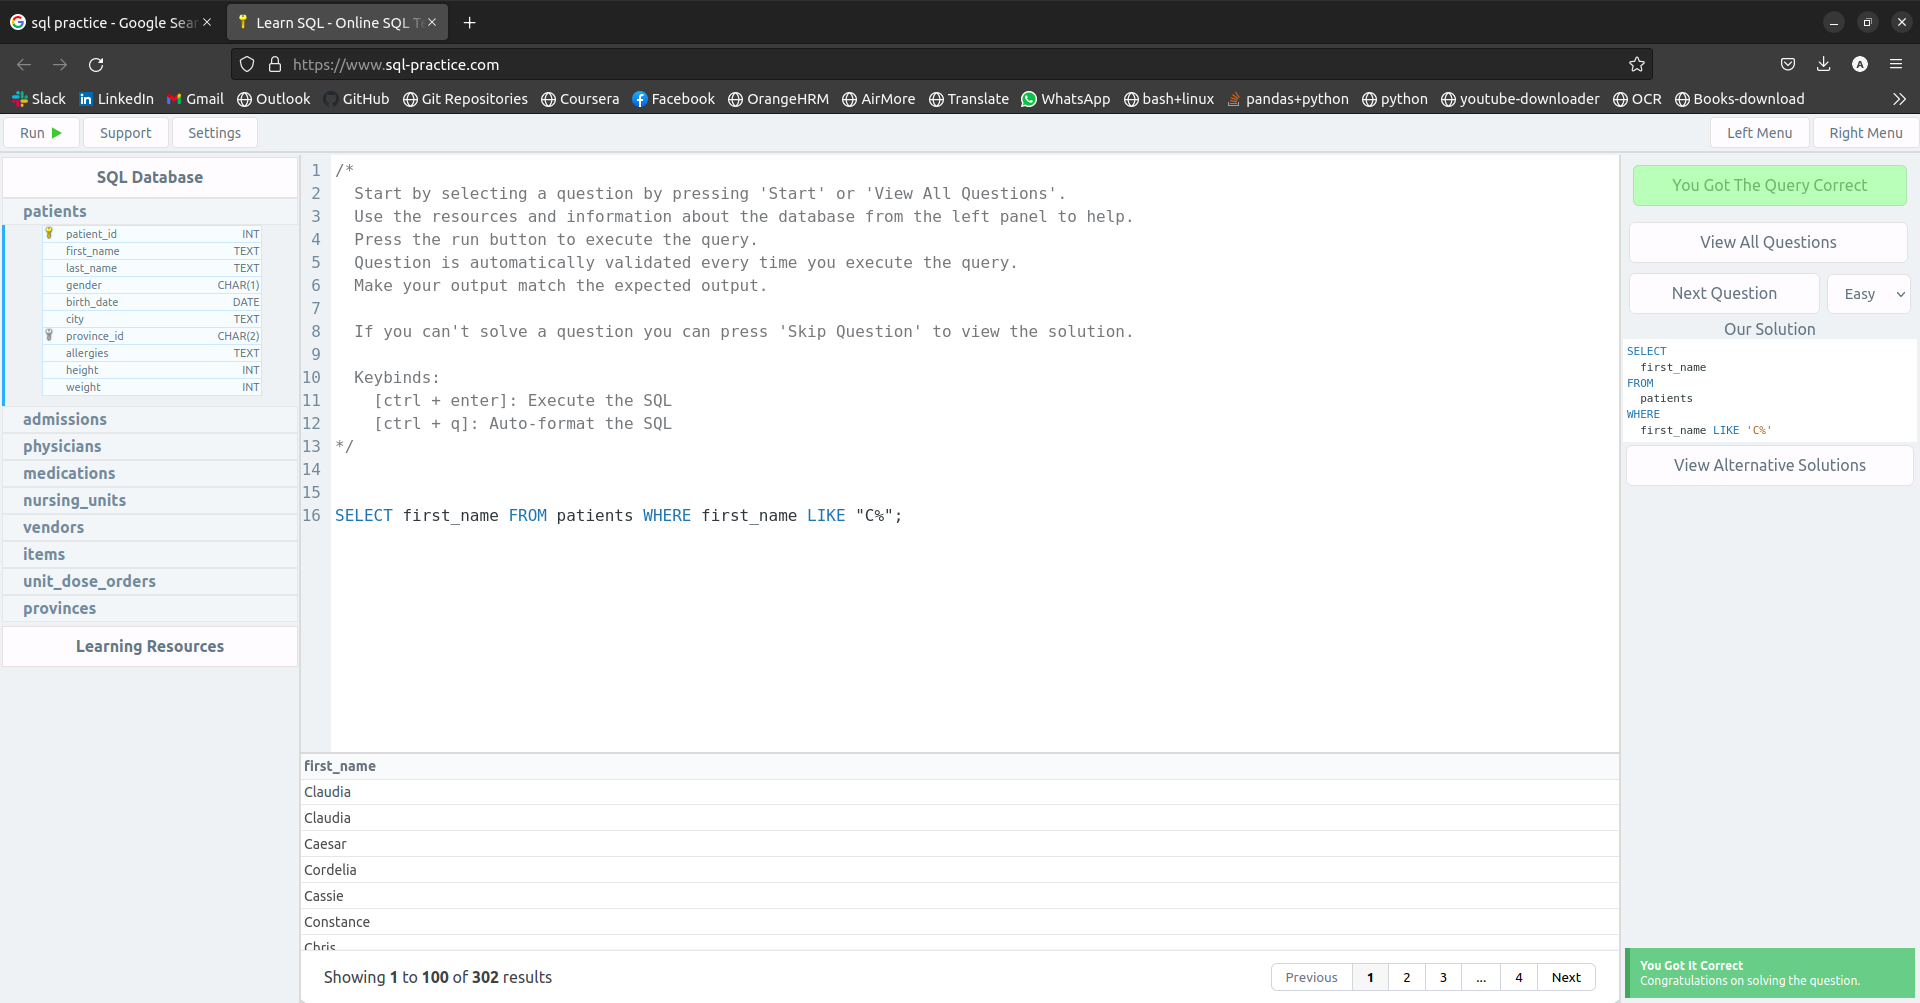 sql practice - Google Sear
Learn SQL - Online SQL Te
https://www.sql-practice.com
Slack LinkedIn Gmail Outlook GitHub Git Repositories Coursera Facebook OrangeHRM AirMore Translate WhatsApp bash+linux pandas+python python youtube-downloader OCR Books-download
Run Support Settings Left Menu Right Menu
SQL Database
patients
patient_id INT
first_name TEXT
last_name TEXT
gender CHAR(1)
birth_date DATE
city TEXT
province_id CHAR(2)
allergies TEXT
height INT
weight INT
admissions
physicians
medications
nursing_units
vendors
items
unit_dose_orders
provinces
Learning Resources
1 /*
2 Start by selecting a question by pressing 'Start' or 'View All Questions'.
3 Use the resources and information about the database from the left panel to help.
4 Press the run button to execute the query.
5 Question is automatically validated every time you execute the query.
6 Make your output match the expected output.
7
8 If you can't solve a question you can press 'Skip Question' to view the solution.
9
10 Keybinds:
11 [ctrl + enter]: Execute the SQL
12 [ctrl + q]: Auto-format the SQL
13 */
14
15
16 SELECT first_name FROM patients WHERE first_name LIKE "C%";
first_name
Claudia
Claudia
Caesar
Cordelia
Cassie
Constance
Chris
Showing 1 to 100 of 302 results
Previous 1 2 3 ... 4 Next
You Got The Query Correct
View All Questions
Next Question Easy
Our Solution
SELECT
first_name
FROM
patients
WHERE
first_name LIKE 'C%'
View Alternative Solutions
You Got It Correct
Congratulations on solving the question.